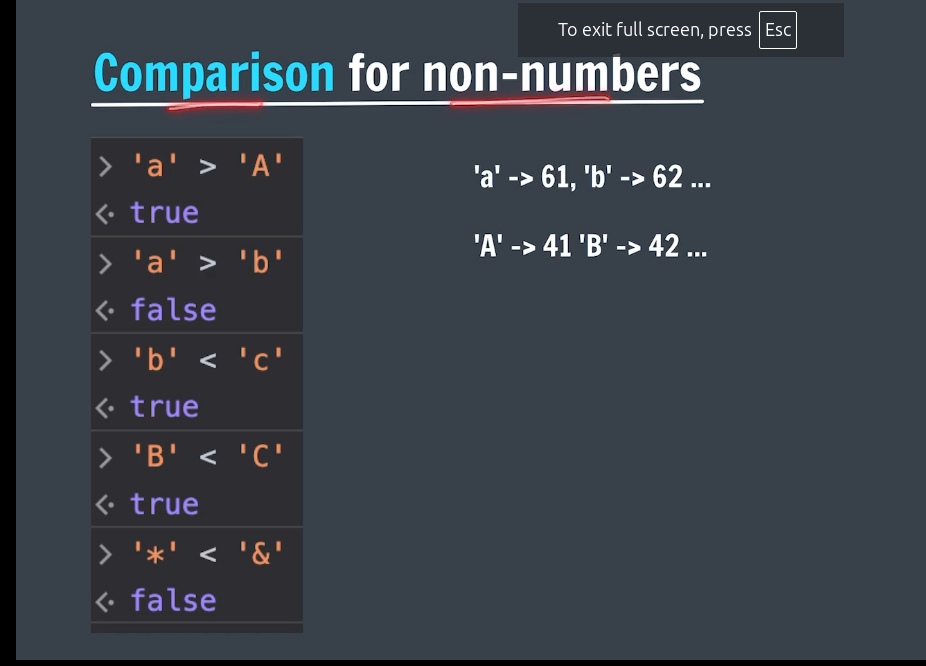 To exit full screen, press Esc
Comparison for non-numbers
> 'a' > 'A'
<· true
> 'a' > 'b'
<· false
> 'b' < 'c'
<· true
> 'B' < 'C'
<· true
> '*' < '&'
<· false
'a' -> 61, 'b' -> 62 ...
'A' -> 41 'B' -> 42 ...